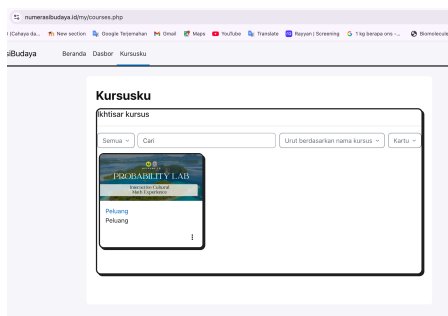 numerasibudaya.id/my/courses.php
(Cahaya da... New section Google Terjemahan Gmail Maps YouTube Translate Rayyan | Screening 1 kg berapa ons -... Biomolecule
siBudaya Beranda Dasbor Kursusku
Kursusku
Ikhtisar kursus
Semua Cari Urut berdasarkan nama kursus Kartu
PROBABILITY LAB
Interactive Cultural
Math Experience
Peluang
Peluang